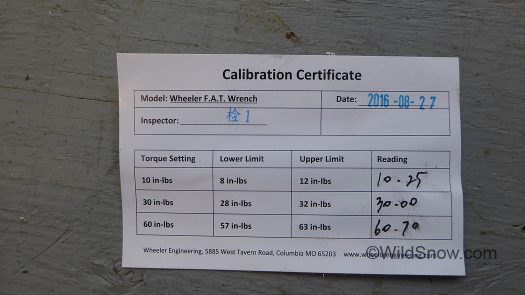 Calibration Certificate
Model: Wheeler F.A.T. Wrench Date: 2016-08-27
Inspector: 检1
Torque Setting Lower Limit Upper Limit Reading
10 in-lbs 8 in-lbs 12 in-lbs 10-25
30 in-lbs 28 in-lbs 32 in-lbs 30-00
60 in-lbs 57 in-lbs 63 in-lbs 60-70
Wheeler Engineering, 5885 West Tavern Road, Columbia MO 65203
©WildSnow.com